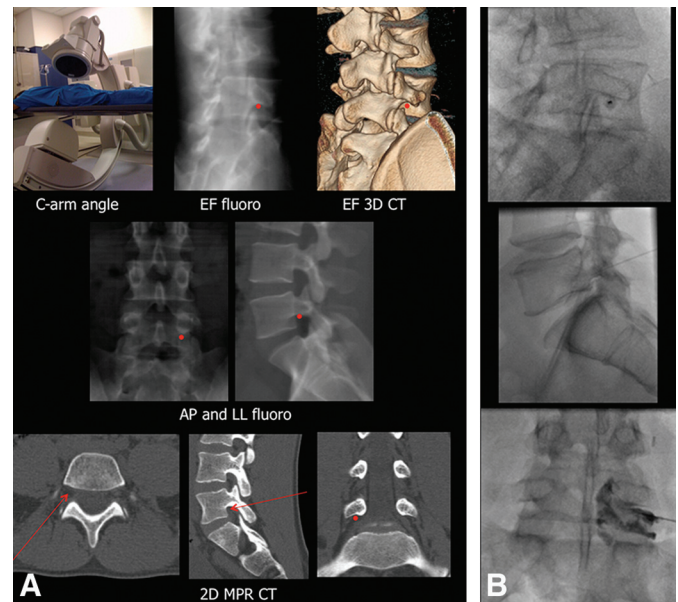 C-arm angle
EF fluoro
EF 3D CT
AP and LL fluoro
2D MPR CT
A
B